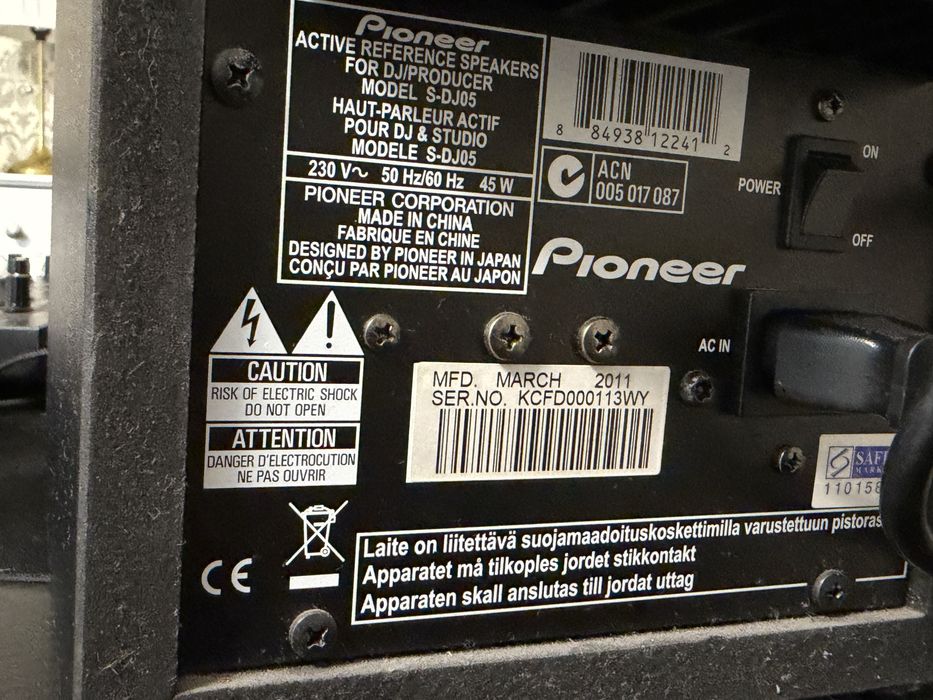 Pioneer
ACTIVE REFERENCE SPEAKERS
FOR DJ/PRODUCER
MODEL S-DJ05
HAUT-PARLEUR ACTIF
POUR DJ & STUDIO
MODELE S-DJ05
230 V~ 50 Hz/60 Hz 45 W
PIONEER CORPORATION
MADE IN CHINA
FABRIQUE EN CHINE
DESIGNED BY PIONEER IN JAPAN
CONÇU PAR PIONEER AU JAPON
8 84938 12241 2
ACN
005 017 087
POWER
ON
OFF
Pioneer
AC IN
CAUTION
RISK OF ELECTRIC SHOCK
DO NOT OPEN
ATTENTION
DANGER D'ELECTROCUTION
NE PAS OUVRIR
MFD. MARCH 2011
SER.NO. KCFD000113WY
MARK
110158
CE
Laite on liitettävä suojamaadoituskoskettimilla varustettuun
Apparatet må tilkoples jordet stikkontakt
Apparaten skall anslutas till jordat uttag